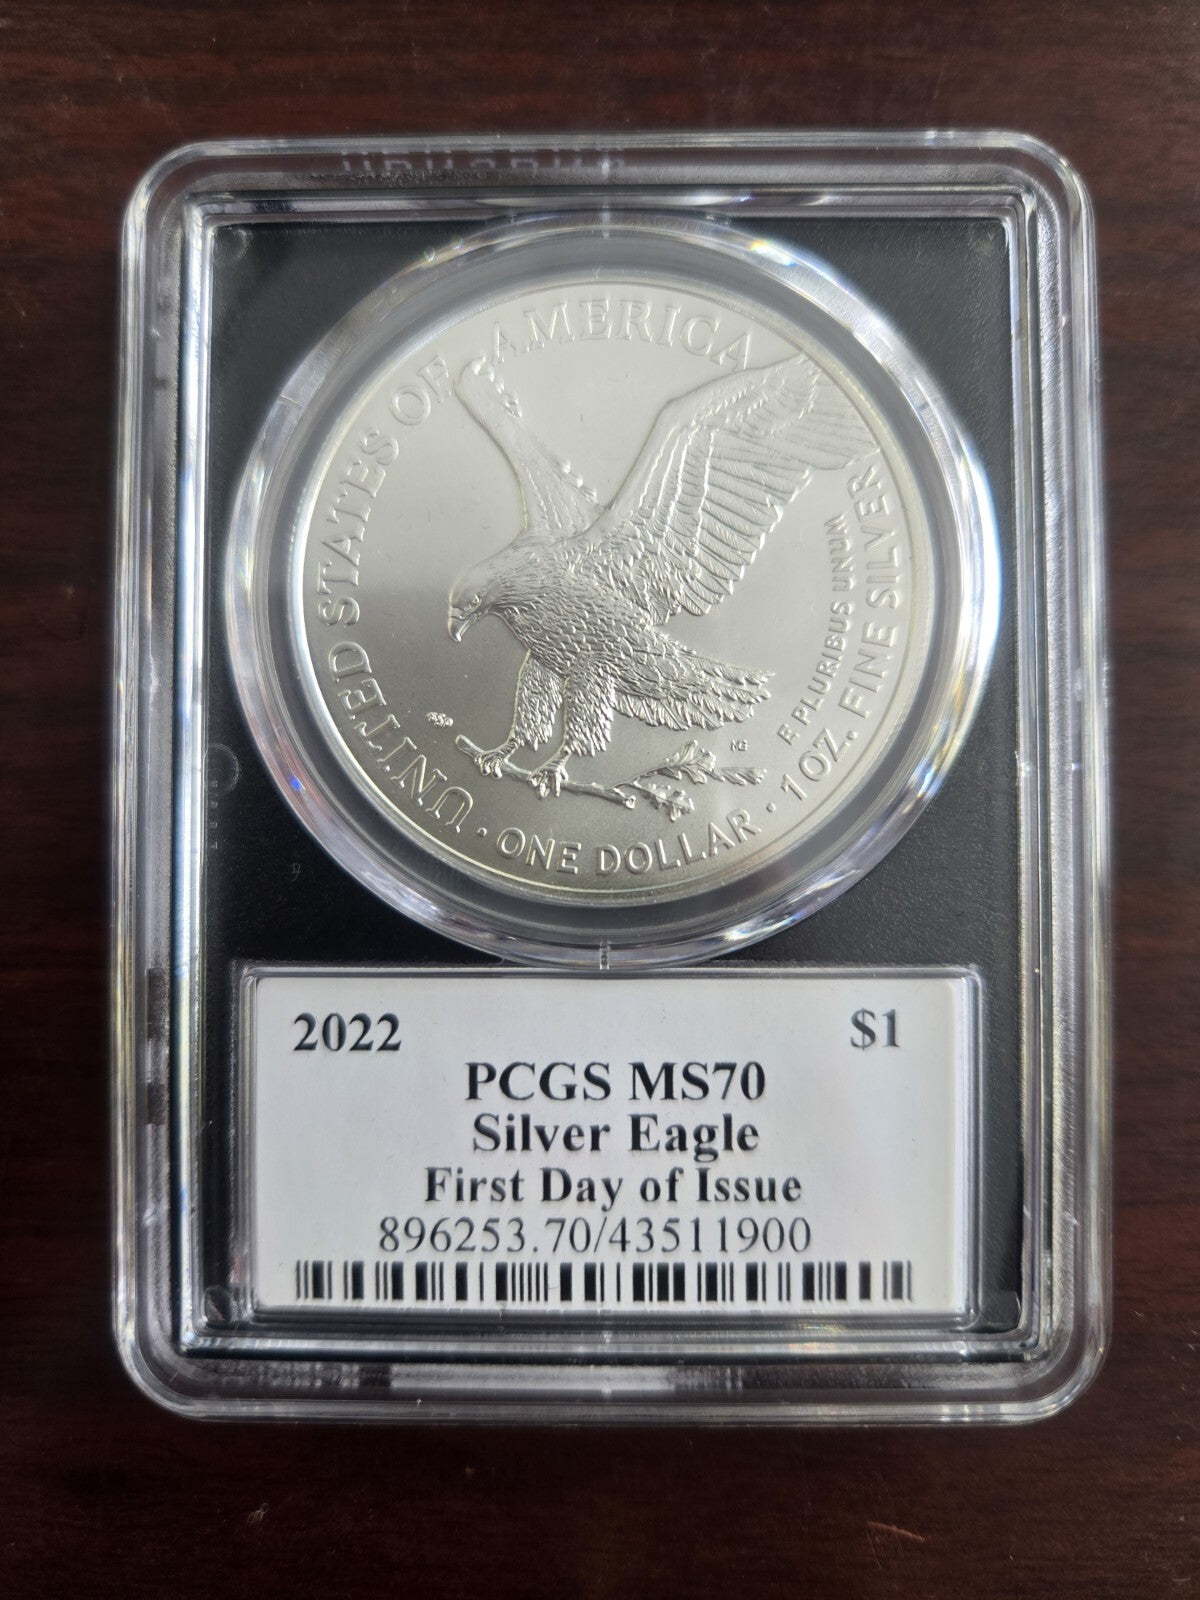 UNITED STATES OF AMERICA
E PLURIBUS UNUM
1 OZ. FINE SILVER
· ONE DOLLAR ·
2022 $1
PCGS MS70
Silver Eagle
First Day of Issue
896253.70/43511900